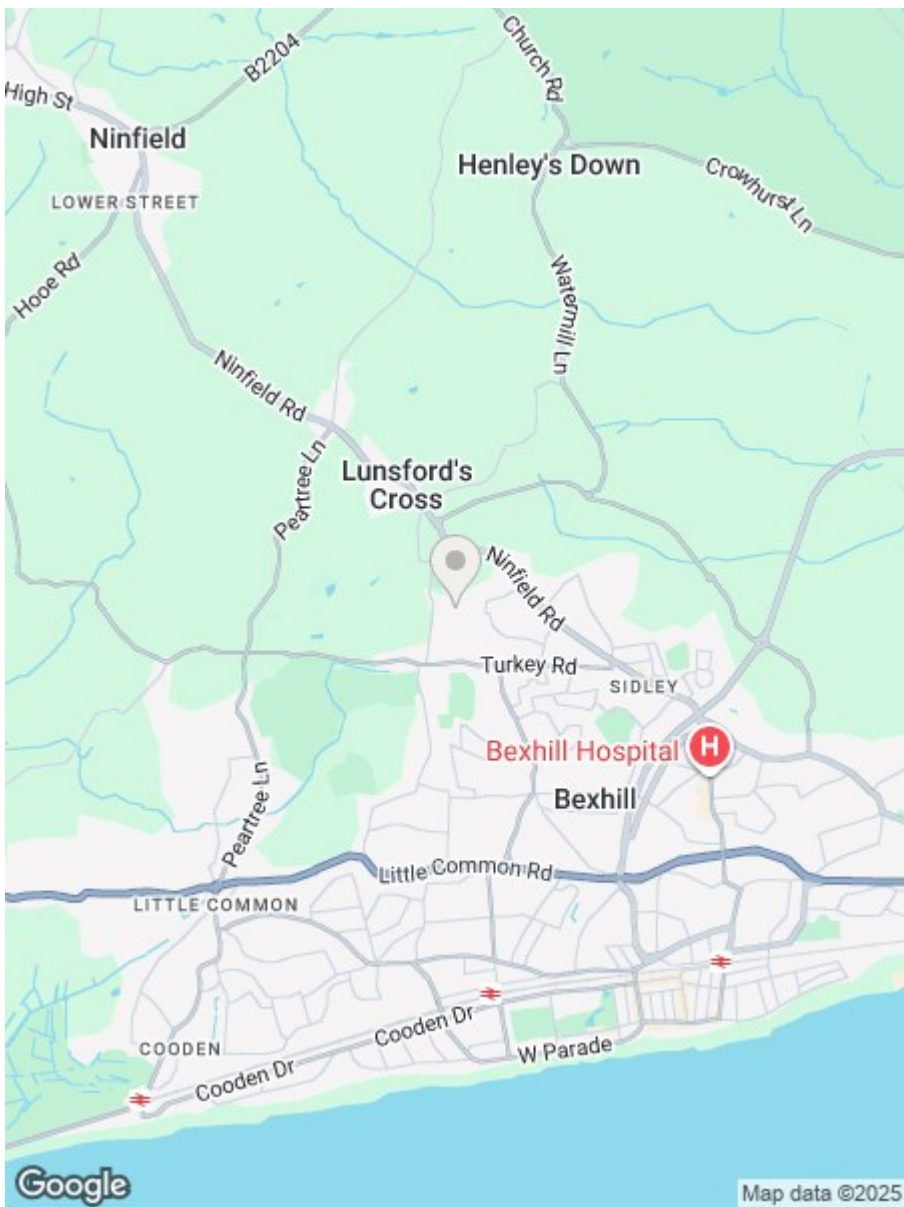 B2204
Church Rd
High St
Ninfield
Henley's Down
Crowhurst Ln
LOWER STREET
Hooe Rd
Watermill Ln
Ninfield Rd
Peartree Ln
Lunsford's
Cross
Ninfield Rd
Turkey Rd
SIDLEY
Bexhill Hospital
H
Bexhill
Peartree Ln
Little Common Rd
LITTLE COMMON
Cooden Dr
COODEN
W Parade
Cooden Dr
Google
Map data ©2025